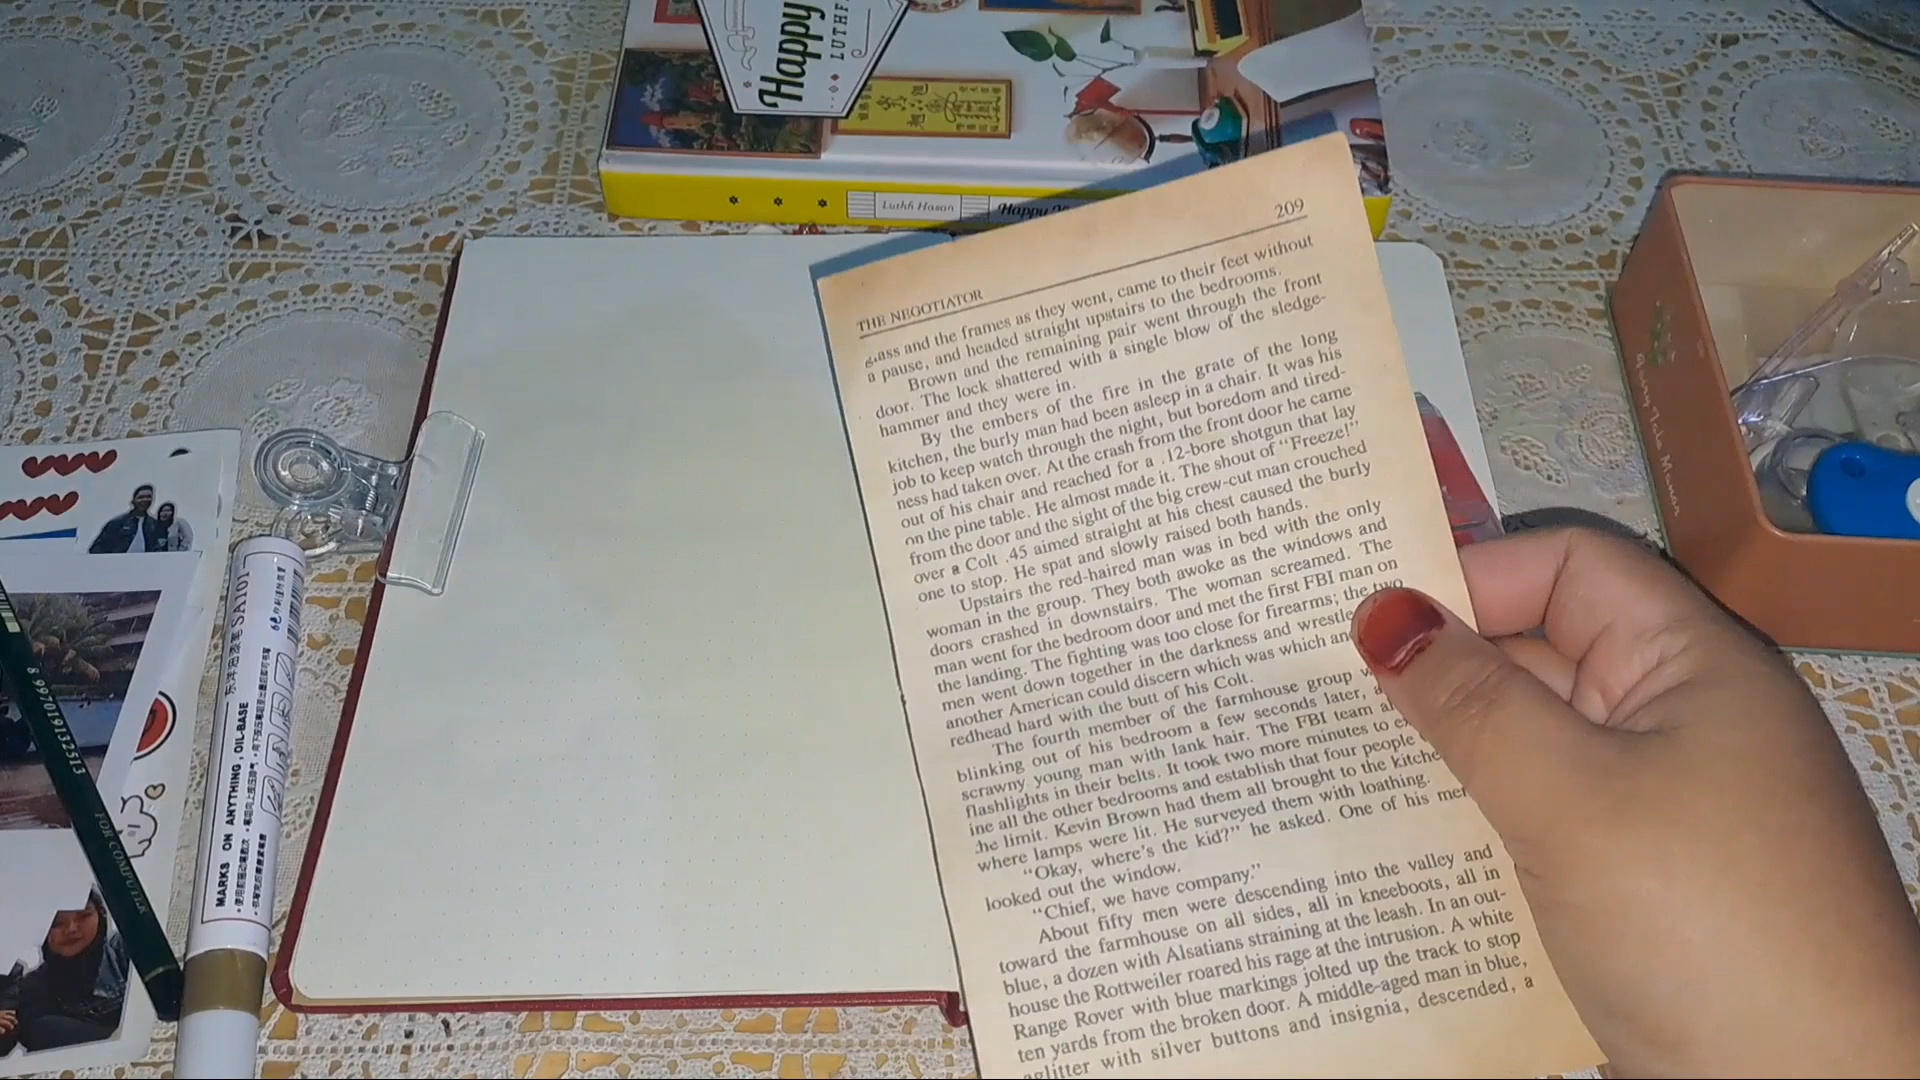 Happy
LUTHF
Luthfi Hasan
Happy
209
THE NEGOTIATOR
glass and the frames as they went, came to their feet without
a pause, and headed straight upstairs to the bedrooms.
Brown and the remaining pair went through the front
door. The lock shattered with a single blow of the sledge-
hammer and they were in.
By the embers of the fire in the grate of the long
kitchen, the burly man had been asleep in a chair. It was his
job to keep watch through the night, but boredom and tired-
ness had taken over. At the crash from the front door he came
out of his chair and reached for a .12-bore shotgun that lay
on the pine table. He almost made it. The shout of "Freeze!"
from the door and the sight of the big crew-cut man crouched
over a Colt .45 aimed straight at his chest caused the burly
one to stop. He spat and slowly raised both hands.
Upstairs the red-haired man was in bed with the only
woman in the group. They both awoke as the windows and
doors crashed in downstairs. The woman screamed. The
man went for the bedroom door and met the first FBI man on
the landing. The fighting was too close for firearms; the two
men went down together in the darkness and wrestle
another American could discern which was which an
redhead hard with the butt of his Colt.
The fourth member of the farmhouse group
blinking out of his bedroom a few seconds later, a
scrawny young man with lank hair. The FBI team a
flashlights in their belts. It took two more minutes to e
ine all the other bedrooms and establish that four people
the limit. Kevin Brown had them all brought to the kitche
where lamps were lit. He surveyed them with loathing.
"Okay, where's the kid?" he asked. One of his men
looked out the window.
"Chief, we have company."
About fifty men were descending into the valley and
toward the farmhouse on all sides, all in kneeboots, all in
blue, a dozen with Alsatians straining at the leash. In an out-
house the Rottweiler roared his rage at the intrusion. A white
Range Rover with blue markings jolted up the track to stop
ten yards from the broken door. A middle-aged man in blue,
aglitter with silver buttons and insignia, descended, a
MARKS ON ANYTHING , OIL-BASE
SA101
8 997019132513
FOR COMPUTER